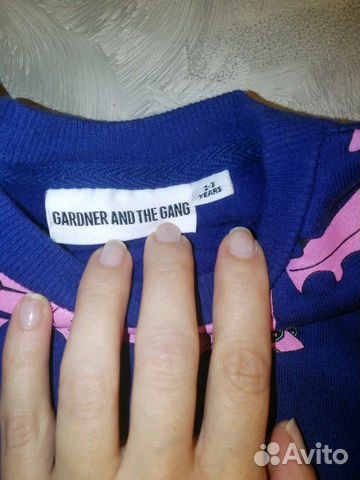 GARDNER AND THE GANG
2-3
YEARS
Avito